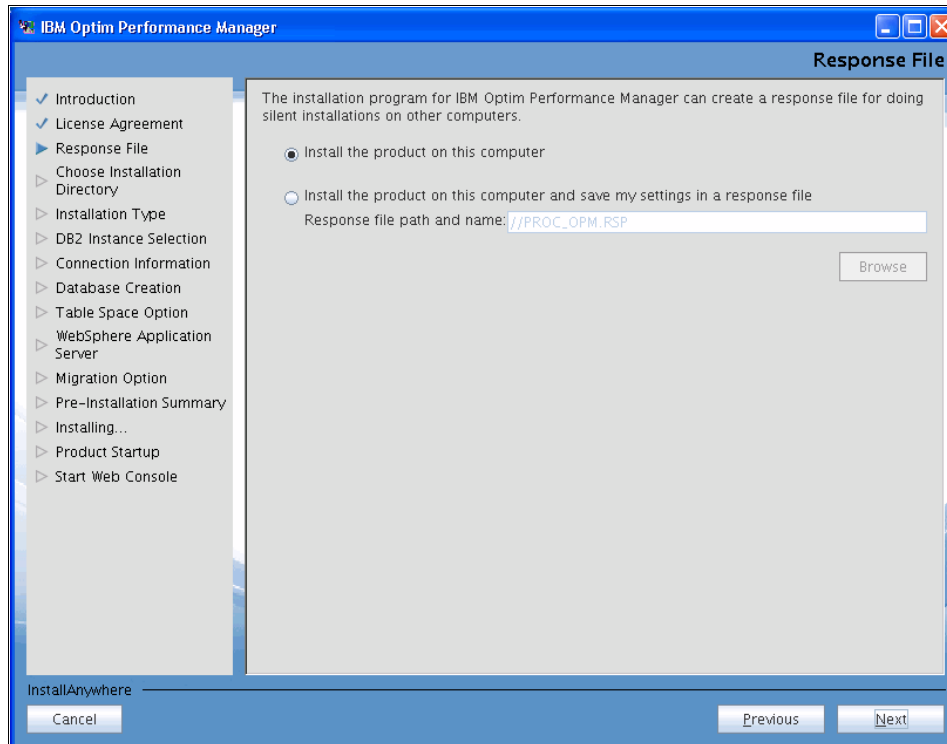 IBM Optim Performance Manager
Response File
Introduction
License Agreement
Response File
Choose Installation
Directory
Installation Type
DB2 Instance Selection
Connection Information
Database Creation
Table Space Option
WebSphere Application
Server
Migration Option
Pre-Installation Summary
Installing...
Product Startup
Start Web Console
The installation program for IBM Optim Performance Manager can create a response file for doing
silent installations on other computers.
Install the product on this computer
Install the product on this computer and save my settings in a response file
Response file path and name: //PROC_OPM.RSP
Browse
InstallAnywhere
Cancel
Previous
Next